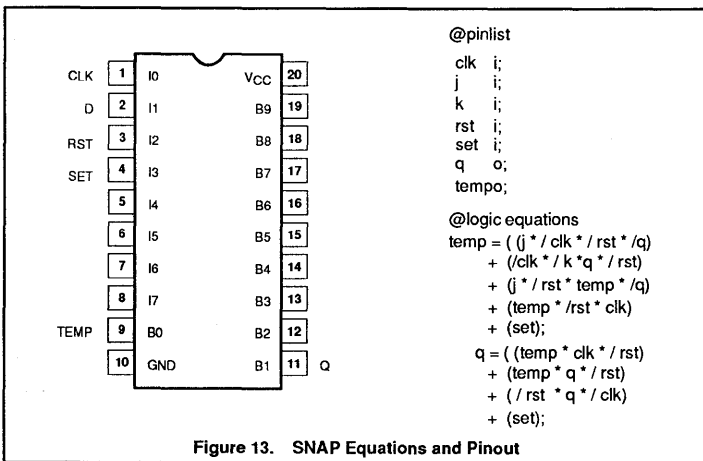 @pinlist
clk i;
j i;
k i;
rst i;
set i;
q o;
tempo;
@logic equations
temp = ( (j * / clk * / rst * /q)
+ (/clk * / k *q * / rst)
+ (j * / rst * temp * /q)
+ (temp * /rst * clk)
+ (set);
q = ( (temp * clk * / rst)
+ (temp * q * / rst)
+ ( / rst * q * / clk)
+ (set);
CLK 1 I0 VCC 20
D 2 I1 B9 19
RST 3 I2 B8 18
SET 4 I3 B7 17
5 I4 B6 16
6 I5 B5 15
7 I6 B4 14
8 I7 B3 13
TEMP 9 B0 B2 12
10 GND B1 11 Q
Figure 13. SNAP Equations and Pinout